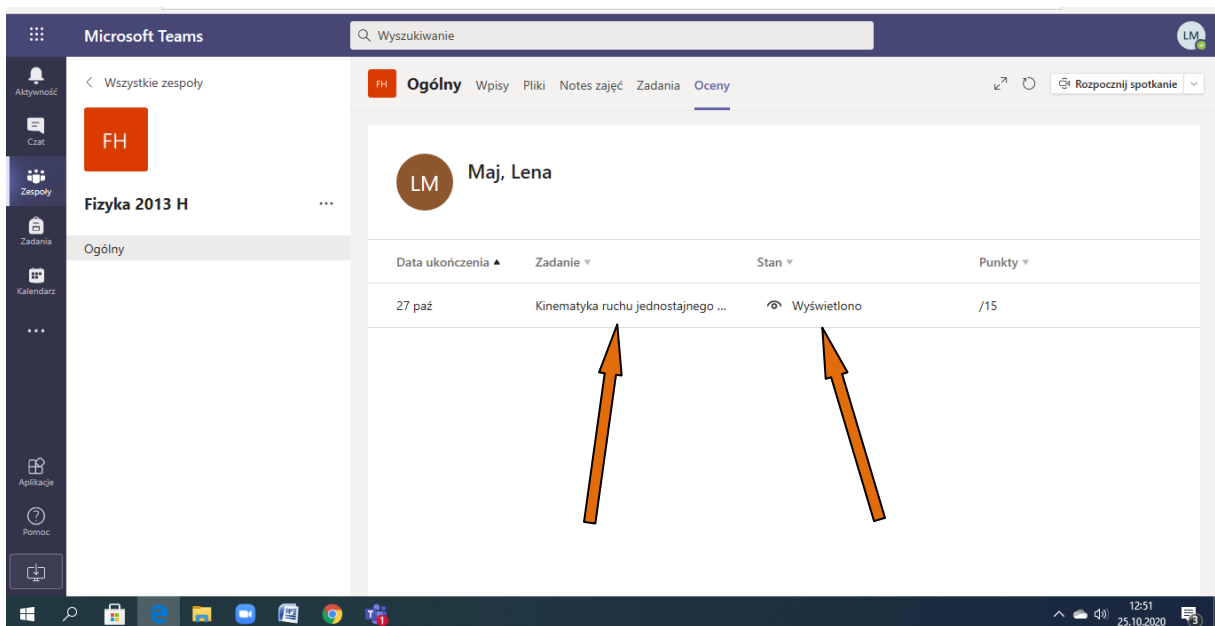 Microsoft Teams
Wyszukiwanie
LM
Aktywność
Czat
Zespoły
Zadania
Kalendarz
Aplikacje
Pomoc
Wszystkie zespoły
FH
Fizyka 2013 H
Ogólny
FH Ogólny Wpisy Pliki Notes zajęć Zadania Oceny
Rozpocznij spotkanie
LM Maj, Lena
Data ukończenia Zadanie Stan Punkty
27 paź Kinematyka ruchu jednostajnego ... Wyświetlono /15
1
12:51
25.10.2020
3